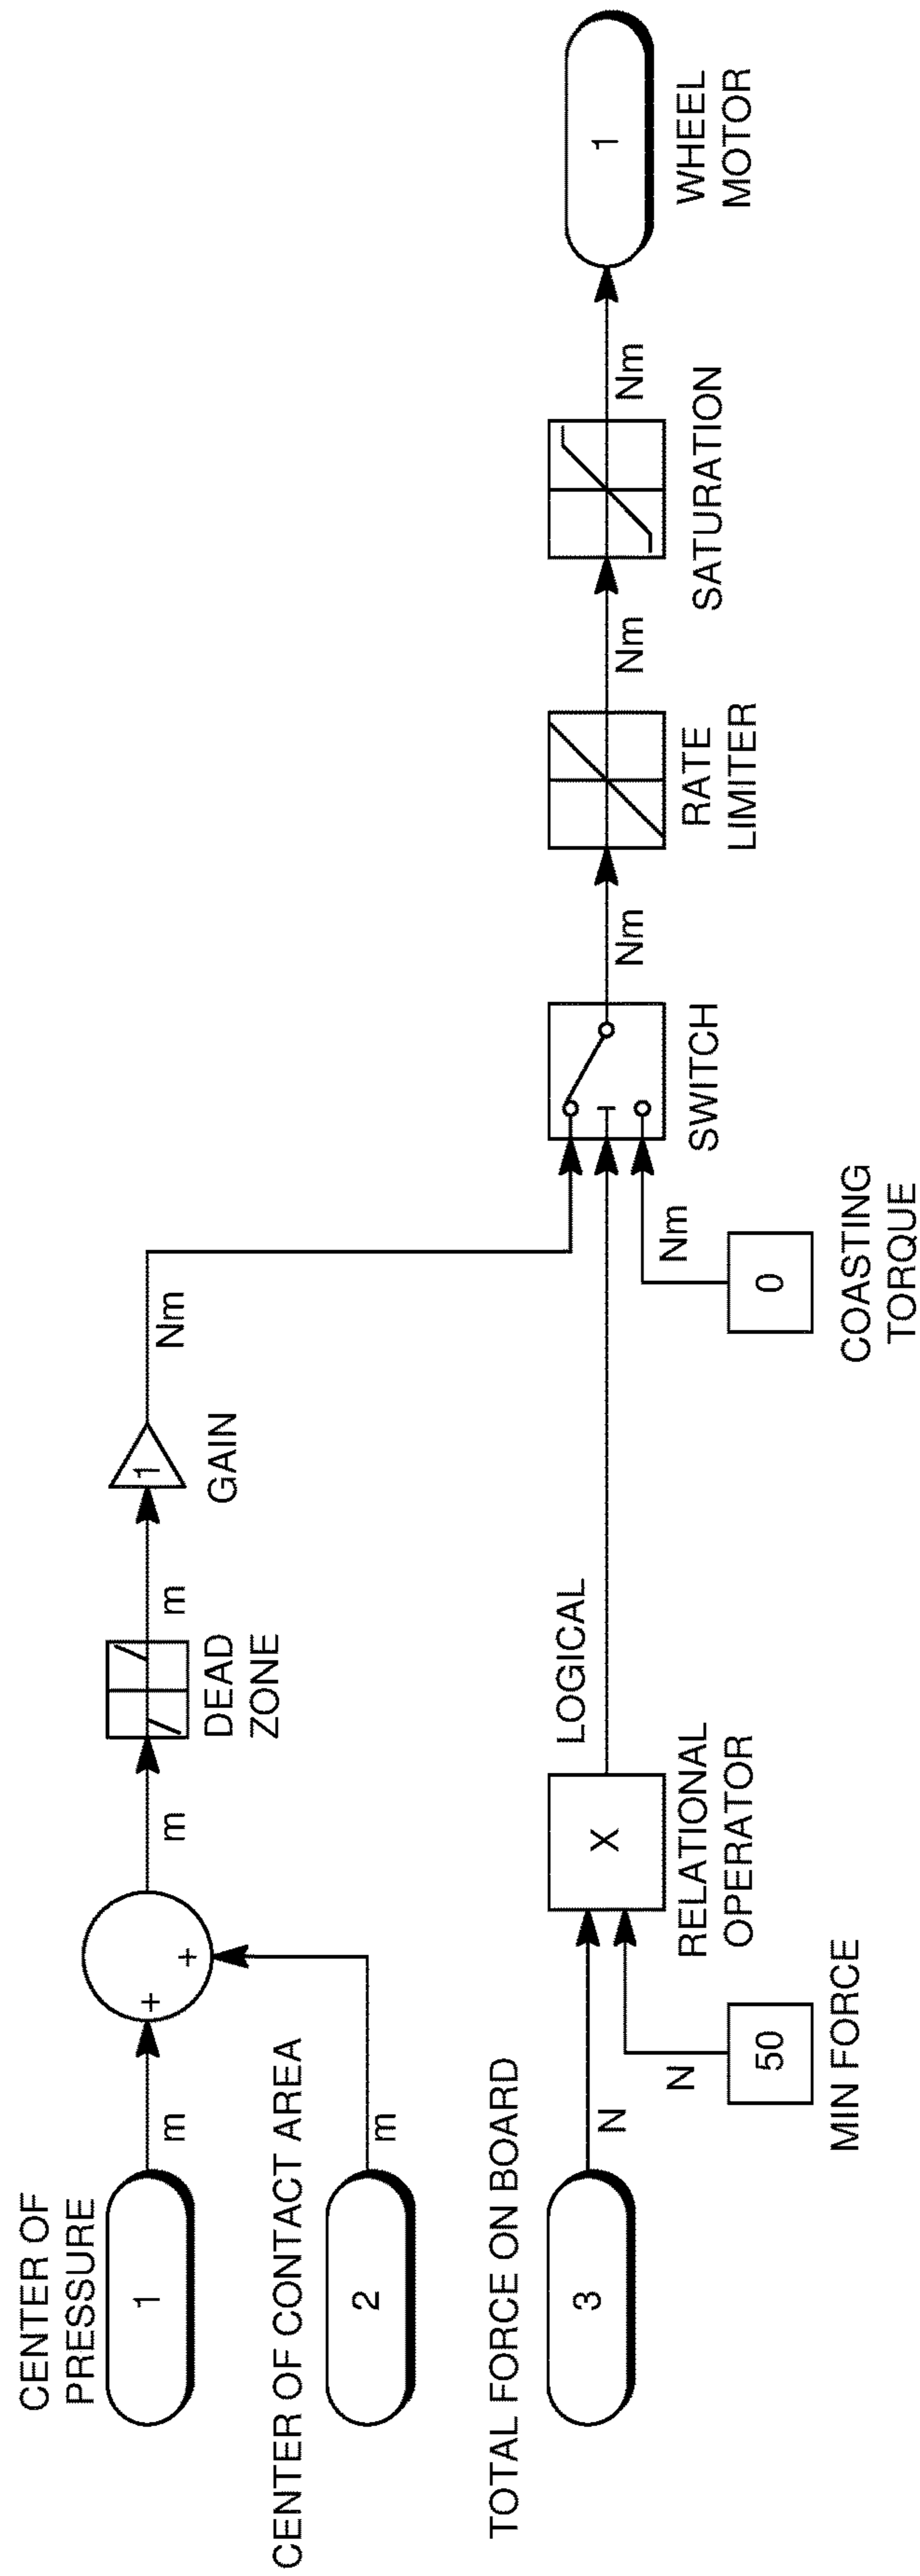 CENTER OF
PRESSURE
1
m
+
+
m
DEAD
ZONE
m
1
GAIN
Nm
CENTER OF CONTACT AREA
2
m
TOTAL FORCE ON BOARD
3
N
N
50
MIN FORCE
X
RELATIONAL
OPERATOR
LOGICAL
Nm
0
COASTING
TORQUE
SWITCH
Nm
RATE
LIMITER
Nm
SATURATION
Nm
1
WHEEL
MOTOR